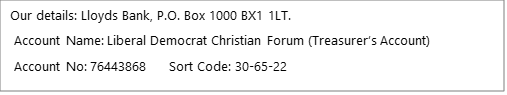 Our details: Lloyds Bank, P.O. Box 1000 BX1 1LT.
Account Name: Liberal Democrat Christian Forum (Treasurer's Account)
Account No: 76443868 Sort Code: 30-65-22